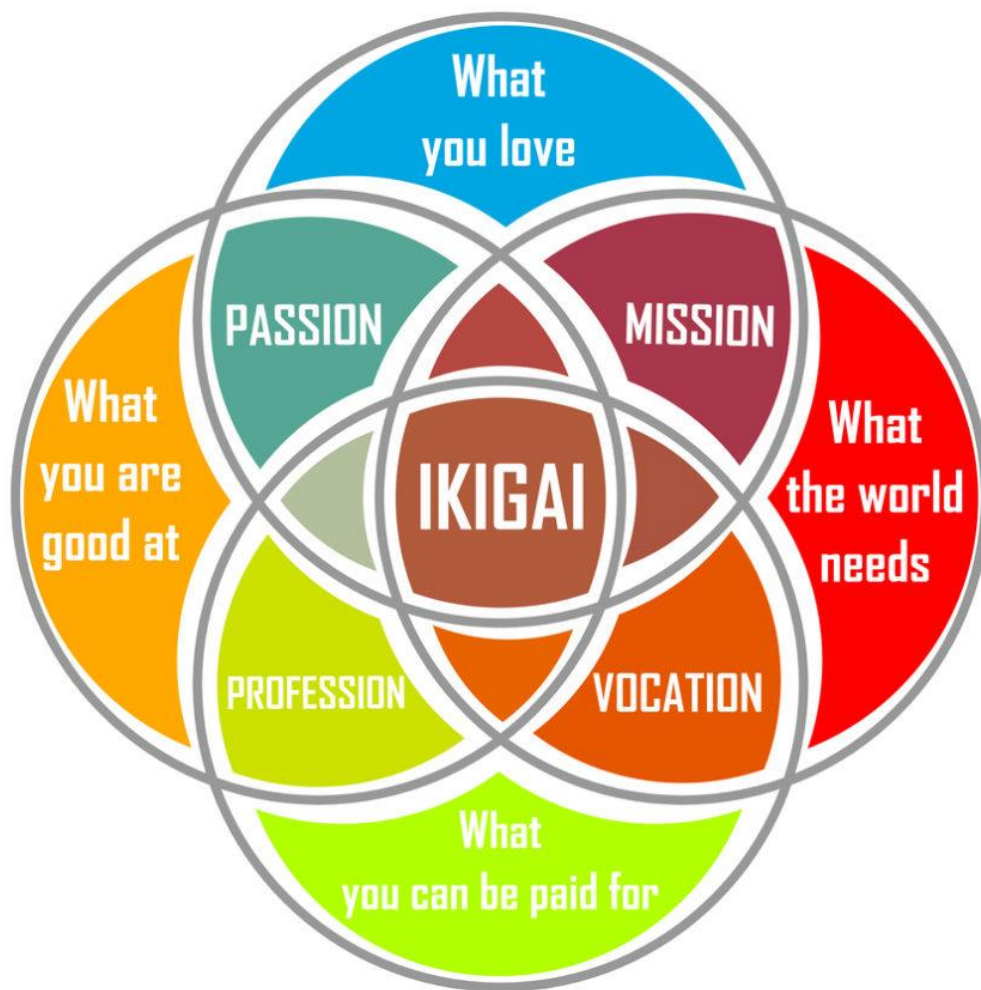 What
you love
PASSION
MISSION
What
you are
good at
What
the world
needs
IKIGAI
PROFESSION
VOCATION
What
you can be paid for